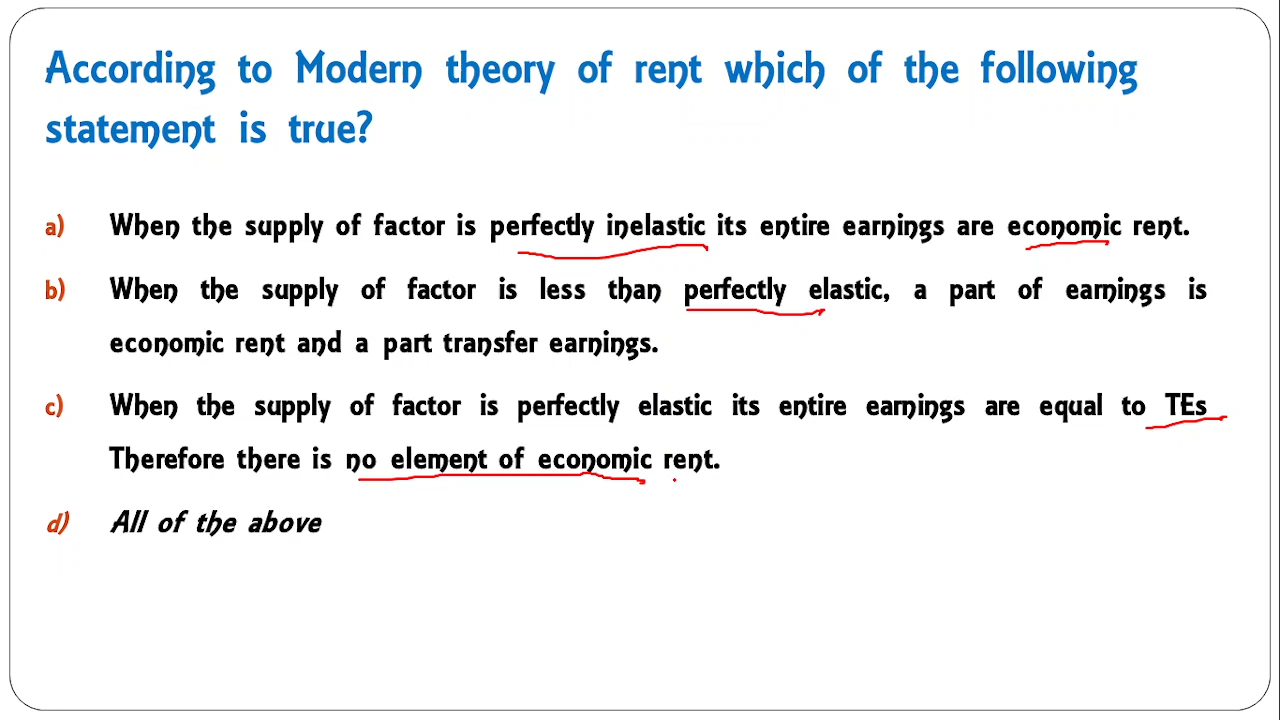 According to Modern theory of rent which of the following
statement is true?
a) When the supply of factor is perfectly inelastic its entire earnings are economic rent.
b) When the supply of factor is less than perfectly elastic, a part of earnings is
economic rent and a part transfer earnings.
c) When the supply of factor is perfectly elastic its entire earnings are equal to TEs
Therefore there is no element of economic rent.
d) All of the above